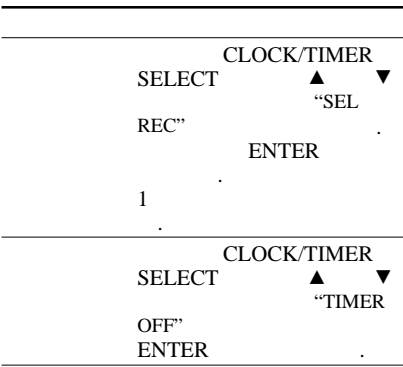 CLOCK/TIMER
SELECT ▲ ▼
“SEL
REC” .
ENTER
.
1
.
CLOCK/TIMER
SELECT ▲ ▼
“TIMER
OFF”
ENTER .